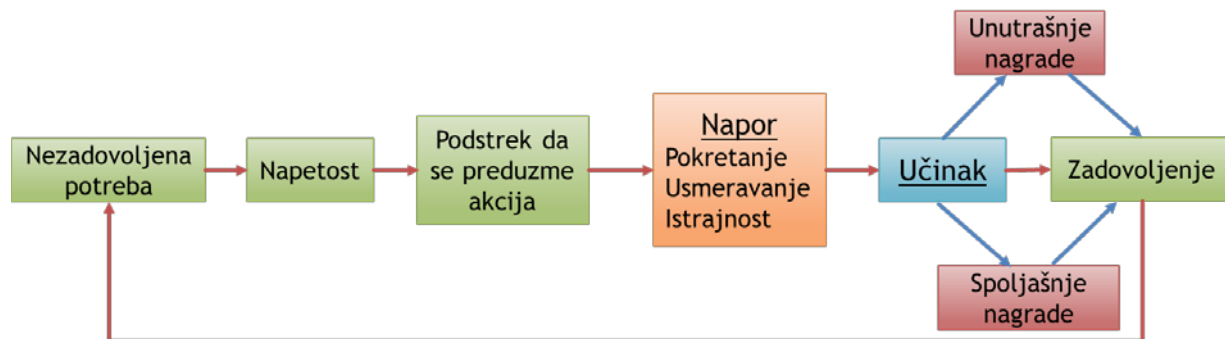 Nezadovoljena
potreba
Napetost
Podstrek da
se preduzme
akcija
Napor
Pokretanje
Usmeravanje
Istrajnost
Učinak
Unutrašnje
nagrade
Spoljašnje
nagrade
Zadovoljenje